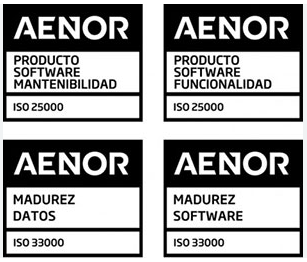 AENOR
PRODUCTO
SOFTWARE
MANTENIBILIDAD
ISO 25000
AENOR
PRODUCTO
SOFTWARE
FUNCIONALIDAD
ISO 25000
AENOR
MADUREZ
DATOS
ISO 33000
AENOR
MADUREZ
SOFTWARE
ISO 33000